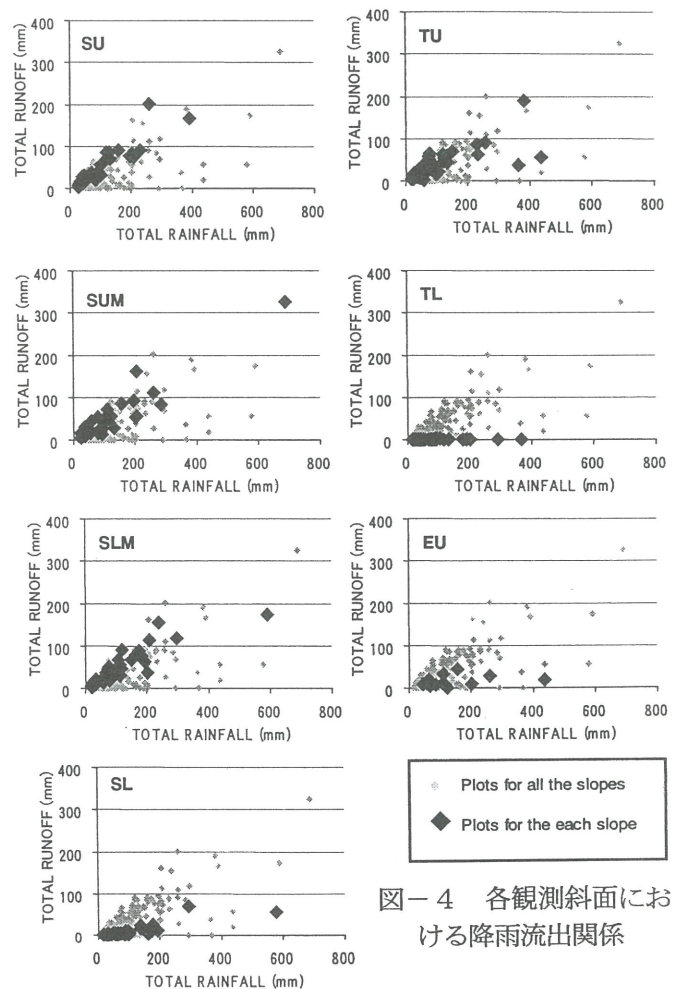 SU
TOTAL RUNOFF (mm)
400
300
200
100
0
0 200 400 600 800
TOTAL RAINFALL (mm)
TU
TOTAL RUNOFF (mm)
400
300
200
100
0
0 200 400 600 800
TOTAL RAINFALL (mm)
SUM
TOTAL RUNOFF (mm)
400
300
200
100
0
0 200 400 600 800
TOTAL RAINFALL (mm)
TL
TOTAL RUNOFF (mm)
400
300
200
100
0
0 200 400 600 800
TOTAL RAINFALL (mm)
SLM
TOTAL RUNOFF (mm)
400
300
200
100
0
0 200 400 600 800
TOTAL RAINFALL (mm)
EU
TOTAL RUNOFF (mm)
400
300
200
100
0
0 200 400 600 800
TOTAL RAINFALL (mm)
SL
TOTAL RUNOFF (mm)
400
300
200
100
0
0 200 400 600 800
TOTAL RAINFALL (mm)
Plots for all the slopes
Plots for the each slope
図－４ 各観測斜面にお
ける降雨流出関係